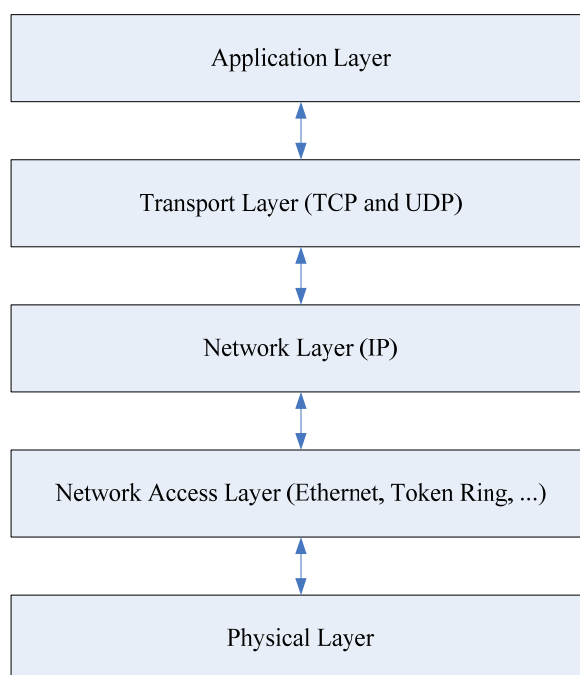 Application Layer
Transport Layer (TCP and UDP)
Network Layer (IP)
Network Access Layer (Ethernet, Token Ring, ...)
Physical Layer